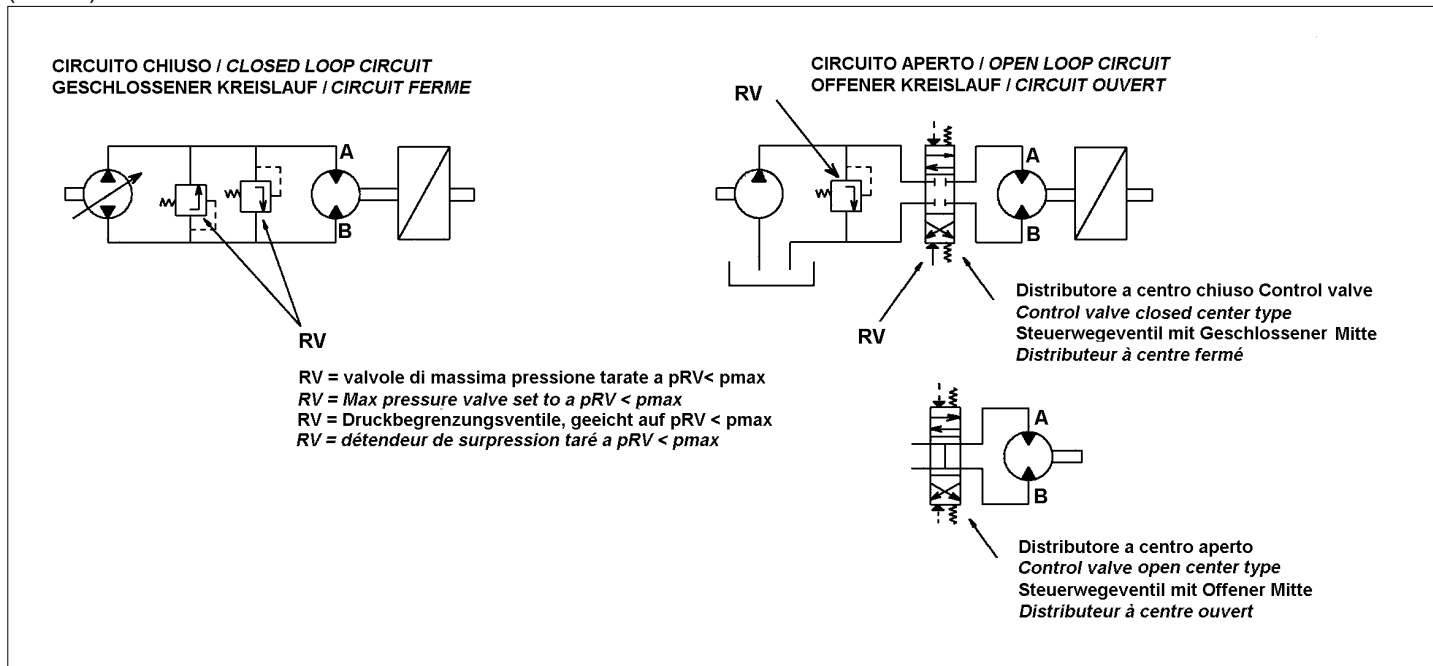 CIRCUITO CHIUSO / CLOSED LOOP CIRCUIT
GESCHLOSSENER KREISLAUF / CIRCUIT FERME
A
B
RV
RV = valvole di massima pressione tarate a pRV< pmax
RV = Max pressure valve set to a pRV < pmax
RV = Druckbegrenzungsventile, geeicht auf pRV < pmax
RV = détendeur de surpression taré a pRV < pmax
CIRCUITO APERTO / OPEN LOOP CIRCUIT
OFFENER KREISLAUF / CIRCUIT OUVERT
RV
A
B
RV
Distributore a centro chiuso Control valve
Control valve closed center type
Steuerwegeventil mit Geschlossener Mitte
Distributeur à centre fermé
A
B
Distributore a centro aperto
Control valve open center type
Steuerwegeventil mit Offener Mitte
Distributeur à centre ouvert